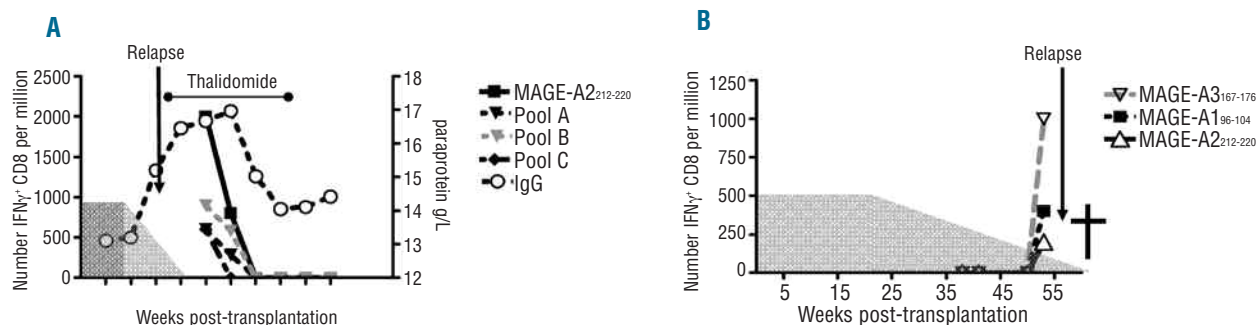 A
Relapse
Thalidomide
Number IFNγ⁺ CD8 per million
2500
2000
1500
1000
500
0
18
17
16
15
14
13
12
paraprotein g/L
Weeks post-transplantation
MAGE-A2₂₁₂₋₂₂₀
Pool A
Pool B
Pool C
IgG
B
Relapse
Number IFNγ⁺ CD8 per million
1250
1000
750
500
250
0
5 15 25 35 45 55
Weeks post-transplantation
MAGE-A3₁₆₇₋₁₇₆
MAGE-A1₉₆₋₁₀₄
MAGE-A2₂₁₂₋₂₂₀